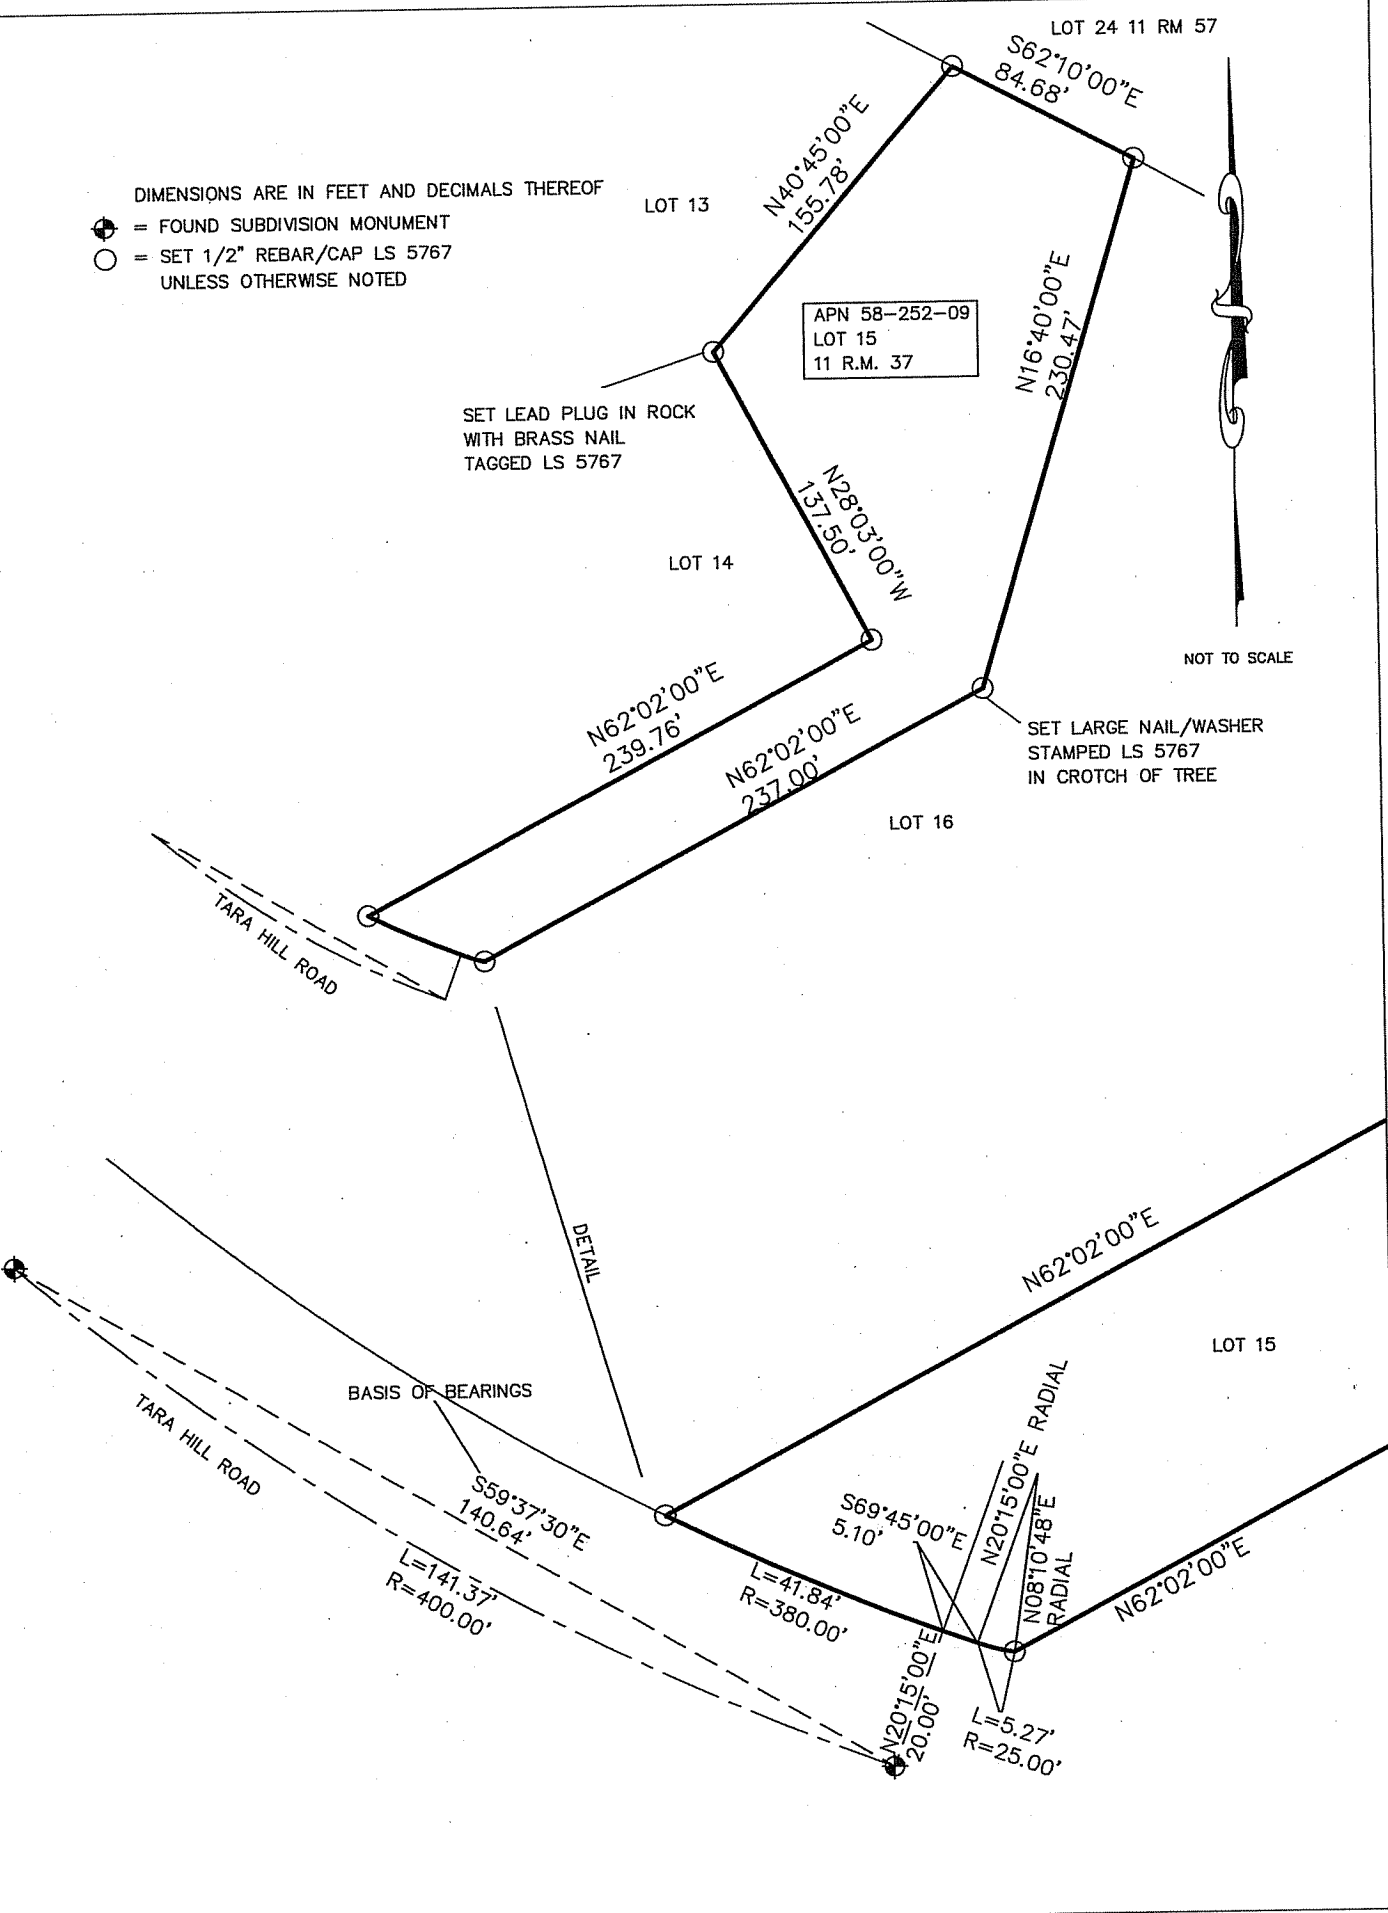 LOT 24 11 RM 57
S62°10'00"E
84.68'
N40°45'00"E
155.78'
DIMENSIONS ARE IN FEET AND DECIMALS THEREOF
= FOUND SUBDIVISION MONUMENT
= SET 1/2" REBAR/CAP LS 5767
UNLESS OTHERWISE NOTED
LOT 13
APN 58-252-09
LOT 15
11 R.M. 37
N16°40'00"E
230.47'
SET LEAD PLUG IN ROCK
WITH BRASS NAIL
TAGGED LS 5767
N28°03'00"W
137.50'
LOT 14
NOT TO SCALE
N62°02'00"E
239.76'
N62°02'00"E
237.00'
SET LARGE NAIL/WASHER
STAMPED LS 5767
IN CROTCH OF TREE
LOT 16
TARA HILL ROAD
DETAIL
N62°02'00"E
LOT 15
BASIS OF BEARINGS
TARA HILL ROAD
S59°37'30"E
140.64'
L=141.37'
R=400.00'
L=41.84'
R=380.00'
S69°45'00"E
5.10'
N20°15'00"E RADIAL
N08°10'48"E
RADIAL
N62°02'00"E
N20°15'00"E
20.00'
L=5.27'
R=25.00'